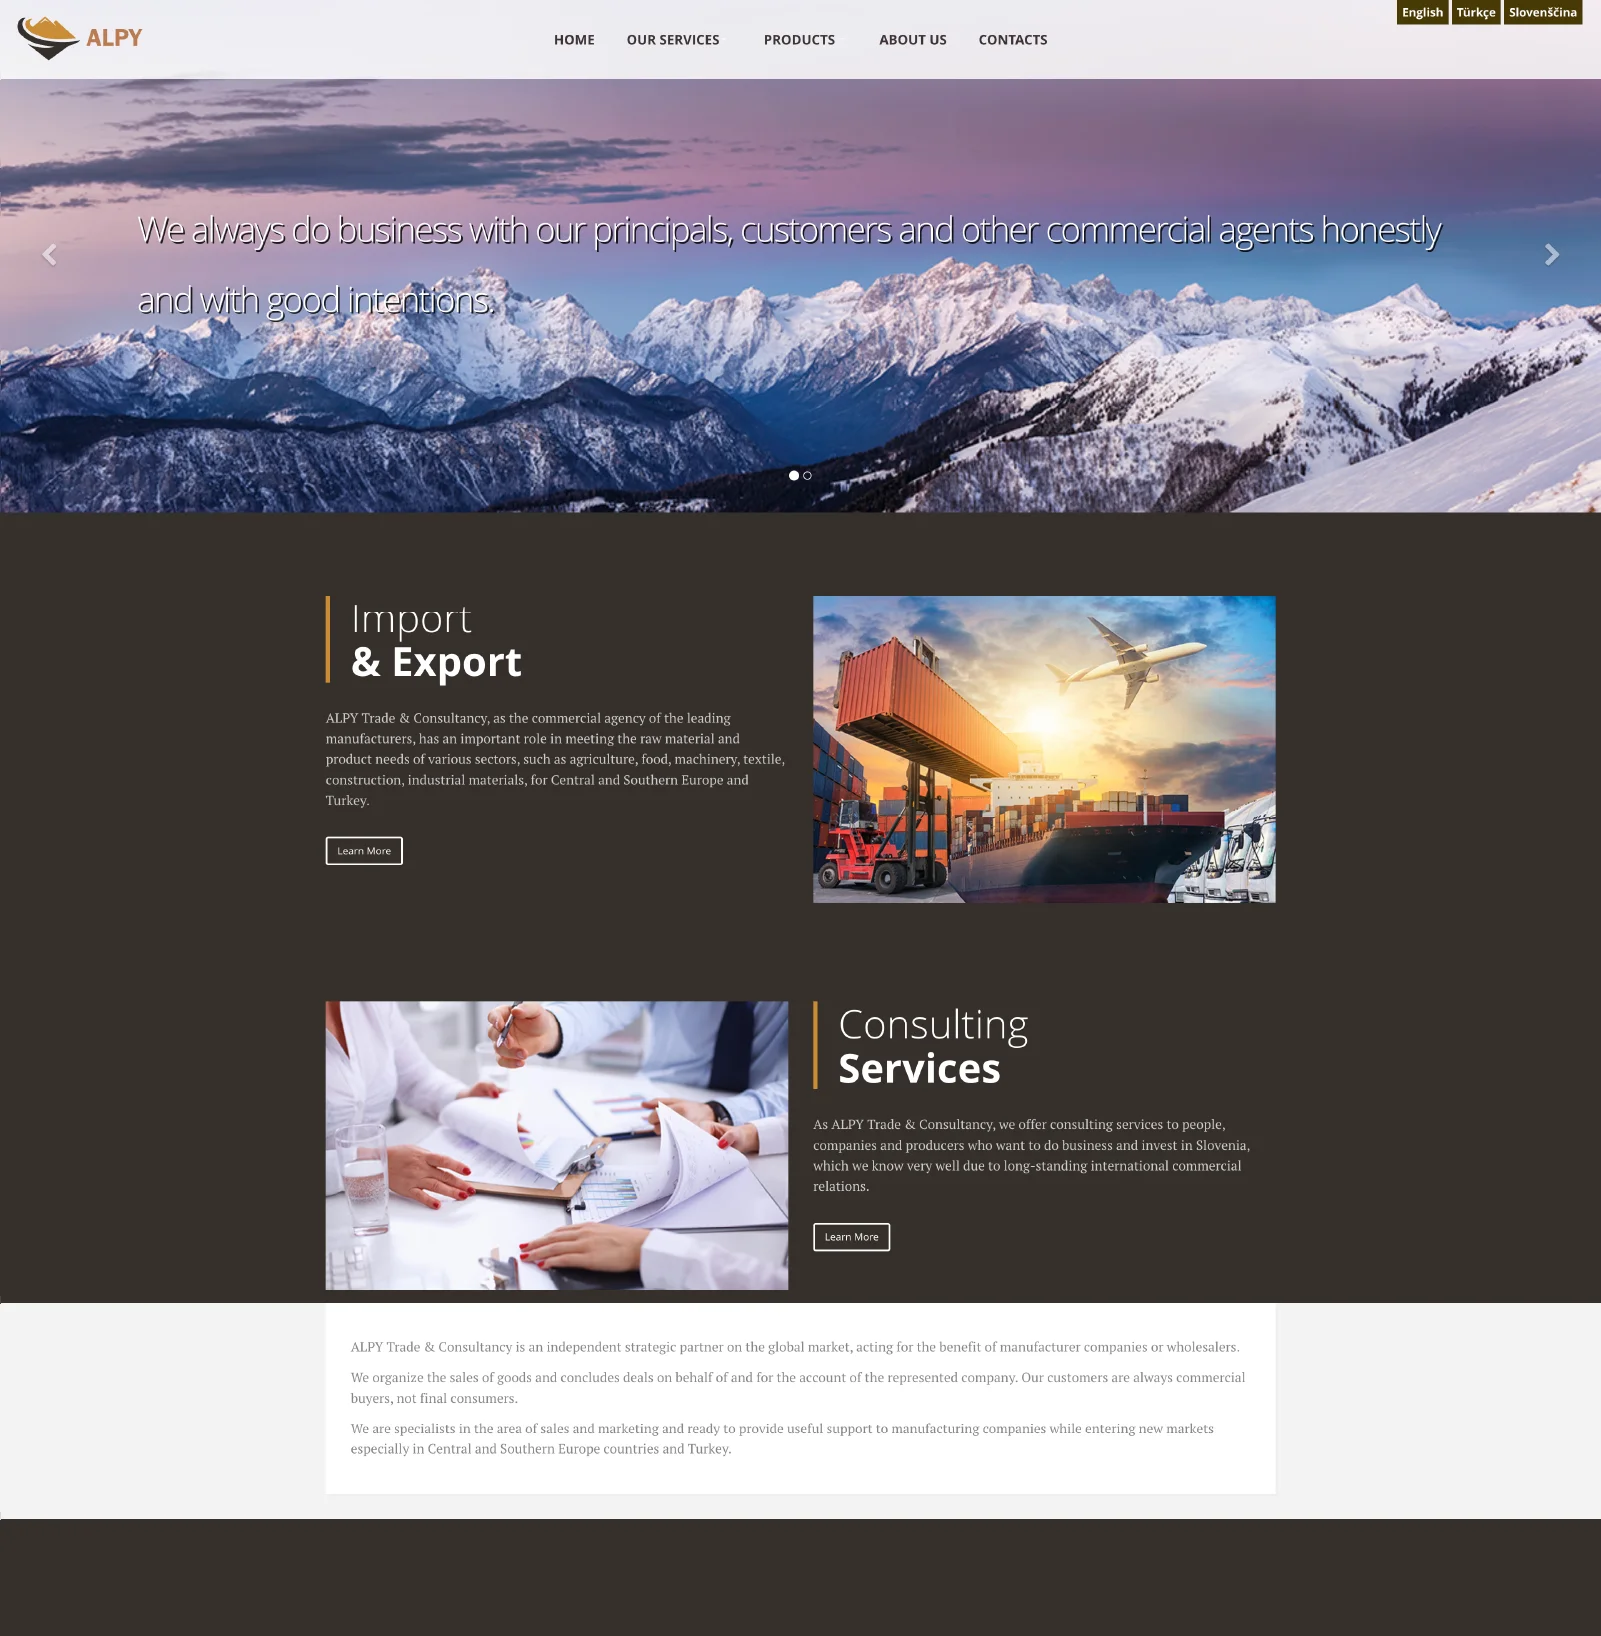 English Türkçe Slovenščina
ALPY
HOME OUR SERVICES PRODUCTS ABOUT US CONTACTS
We always do business with our principals, customers and other commercial agents honestly
and with good intentions.
Import
& Export
ALPY Trade & Consultancy, as the commercial agency of the leading
manufacturers, has an important role in meeting the raw material and
product needs of various sectors, such as agriculture, food, machinery, textile,
construction, industrial materials, for Central and Southern Europe and
Turkey.
Learn More
Consulting
Services
As ALPY Trade & Consultancy, we offer consulting services to people,
companies and producers who want to do business and invest in Slovenia,
which we know very well due to long-standing international commercial
relations.
Learn More
ALPY Trade & Consultancy is an independent strategic partner on the global market, acting for the benefit of manufacturer companies or wholesalers.
We organize the sales of goods and concludes deals on behalf of and for the account of the represented company. Our customers are always commercial
buyers, not final consumers.
We are specialists in the area of sales and marketing and ready to provide useful support to manufacturing companies while entering new markets
especially in Central and Southern Europe countries and Turkey.